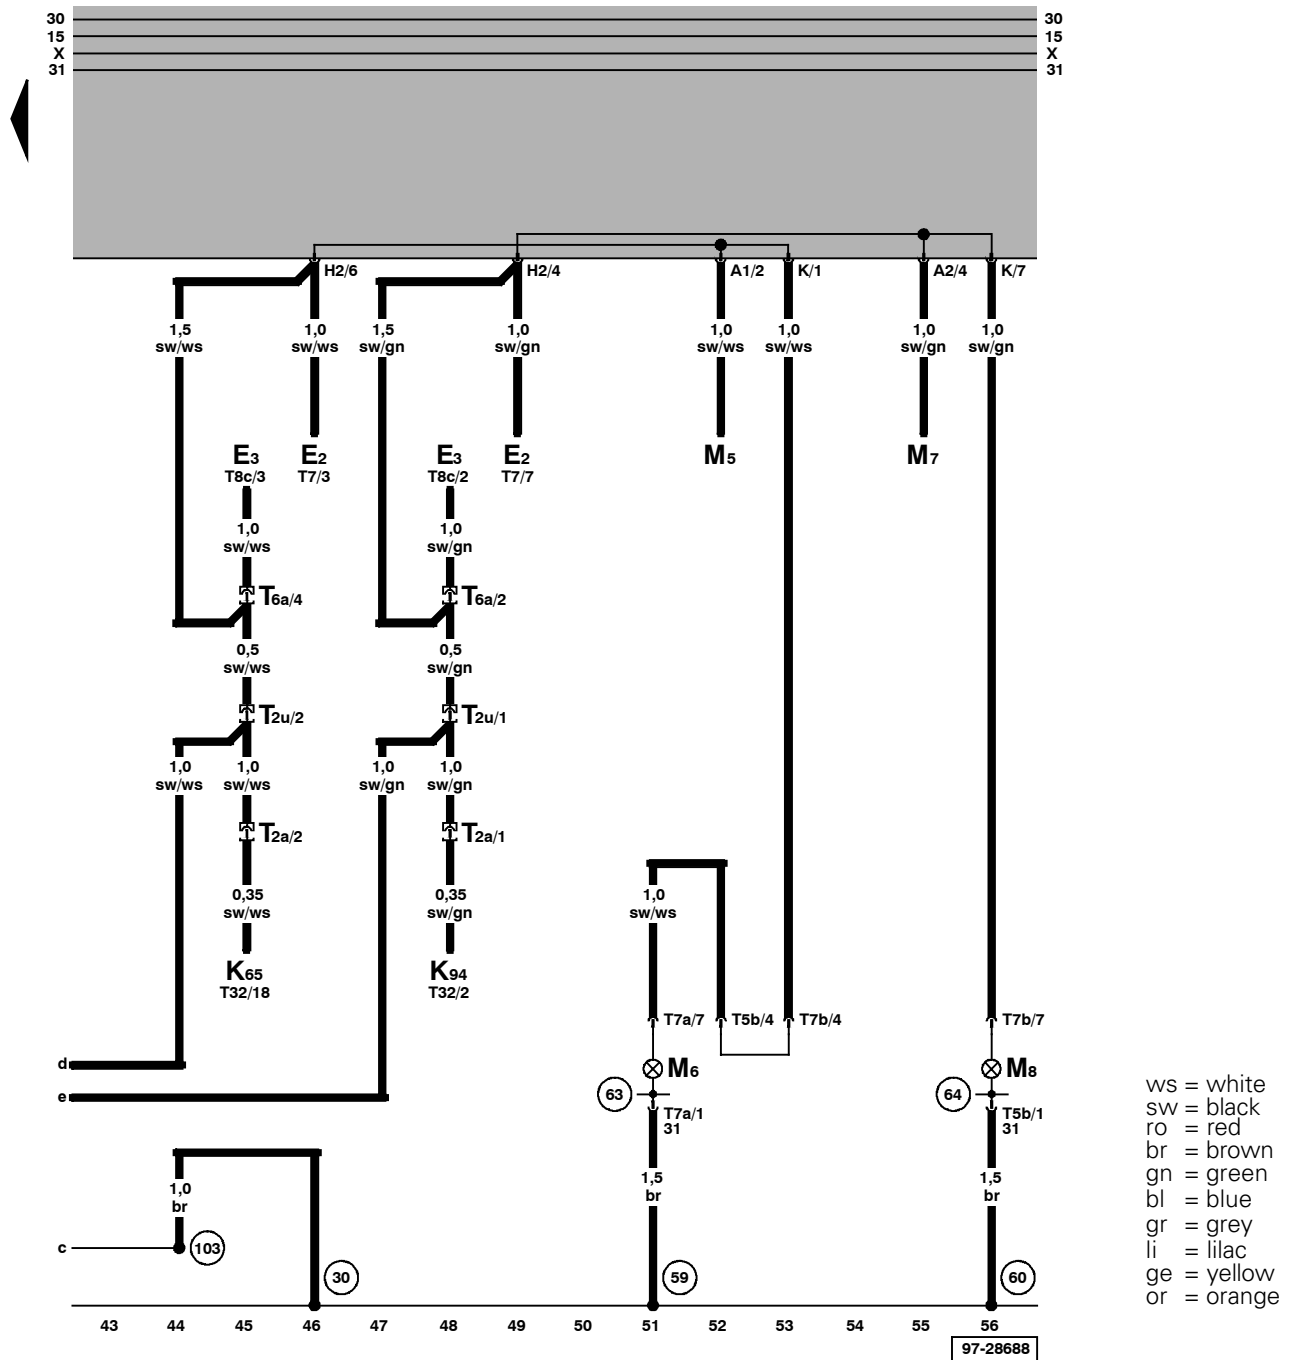 30 30
15 15
X X
31 31
H2/6 H2/4 A1/2 K/1 A2/4 K/7
1,5 1,0 1,5 1,0 1,0 1,0 1,0 1,0
sw/ws sw/ws sw/gn sw/gn sw/ws sw/ws sw/gn sw/gn
E3 E2 E3 E2 M5 M7
T8c/3 T7/3 T8c/2 T7/7
1,0 1,0
sw/ws sw/gn
T6a/4 T6a/2
0,5 0,5
sw/ws sw/gn
T2u/2 T2u/1
1,0 1,0 1,0 1,0
sw/ws sw/ws sw/gn sw/gn
T2a/2 T2a/1
0,35 0,35 1,0
sw/ws sw/gn sw/ws
K65 K94
T32/18 T32/2
T7a/7 T5b/4 T7b/4 T7b/7
d M6 M8
e 63 64
T7a/1 T5b/1
31 31
1,0 1,5 1,5
br br br
c 103
30 59 60
43 44 45 46 47 48 49 50 51 52 53 54 55 56
97-28688
ws = white
sw = black
ro = red
br = brown
gn = green
bl = blue
gr = grey
li = lilac
ge = yellow
or = orange